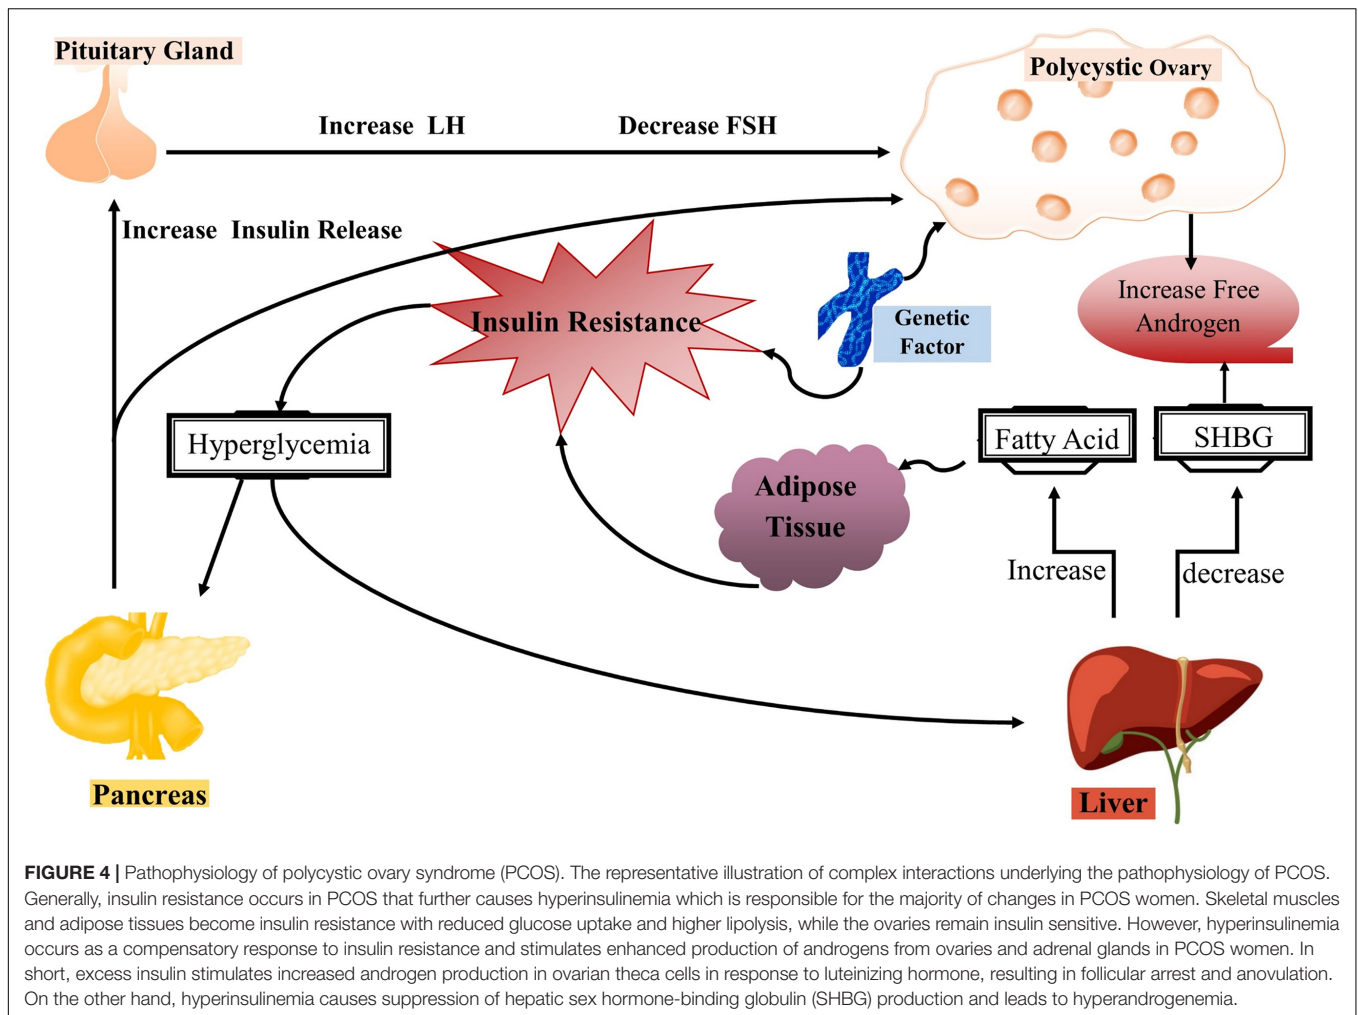 Pituitary Gland
Polycystic Ovary
Increase LH
Decrease FSH
Increase Insulin Release
Insulin Resistance
Genetic
Factor
Increase Free
Androgen
Hyperglycemia
Fatty Acid
SHBG
Adipose
Tissue
Increase
decrease
Pancreas
Liver
FIGURE 4 | Pathophysiology of polycystic ovary syndrome (PCOS). The representative illustration of complex interactions underlying the pathophysiology of PCOS.
Generally, insulin resistance occurs in PCOS that further causes hyperinsulinemia which is responsible for the majority of changes in PCOS women. Skeletal muscles
and adipose tissues become insulin resistance with reduced glucose uptake and higher lipolysis, while the ovaries remain insulin sensitive. However, hyperinsulinemia
occurs as a compensatory response to insulin resistance and stimulates enhanced production of androgens from ovaries and adrenal glands in PCOS women. In
short, excess insulin stimulates increased androgen production in ovarian theca cells in response to luteinizing hormone, resulting in follicular arrest and anovulation.
On the other hand, hyperinsulinemia causes suppression of hepatic sex hormone-binding globulin (SHBG) production and leads to hyperandrogenemia.